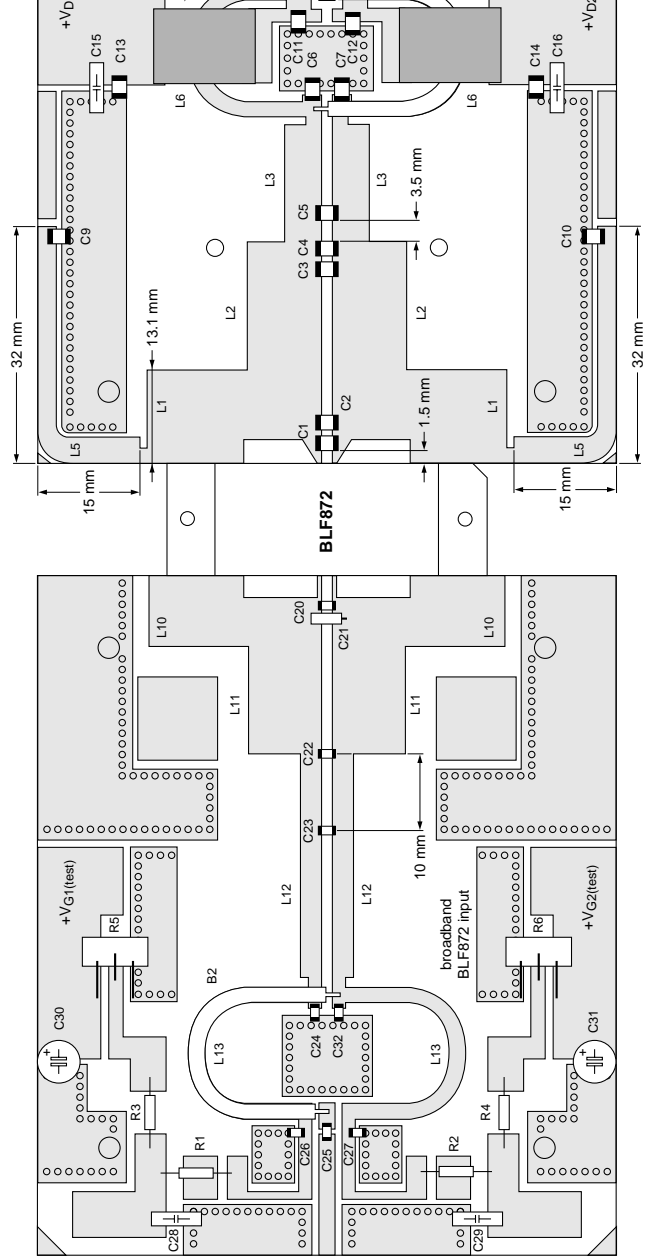 +VD
C15
C13
C11
C6
C7
C12
C14
C16
+VD2
L6
L6
L3
L3
3.5 mm
C5
C4
C3
C9
C10
32 mm
13.1 mm
L2
L2
32 mm
L1
C1
C2
1.5 mm
L1
L5
L5
15 mm
15 mm
BLF872
C20
C21
L10
L10
L11
L11
C22
C23
10 mm
+VG1(test)
R5
L12
L12
broadband
BLF872 input
R6
+VG2(test)
B2
C30
C24
C32
L13
L13
C31
R3
R4
R1
C26
C25
C27
R2
C28
C29